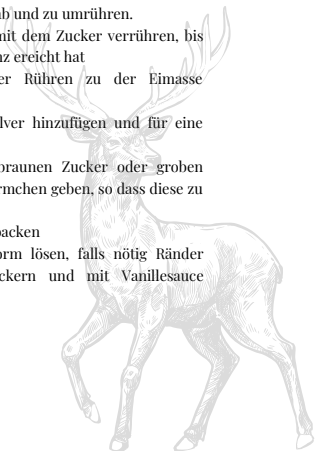 ab und zu umrühren.
mit dem Zucker verrühren, bis
nz ereicht hat
er Rühren zu der Eimasse
lver hinzufügen und für eine
braunen Zucker oder groben
rmchen geben, so dass diese zu
backen
orm lösen, falls nötig Ränder
ckern und mit Vanillesauce